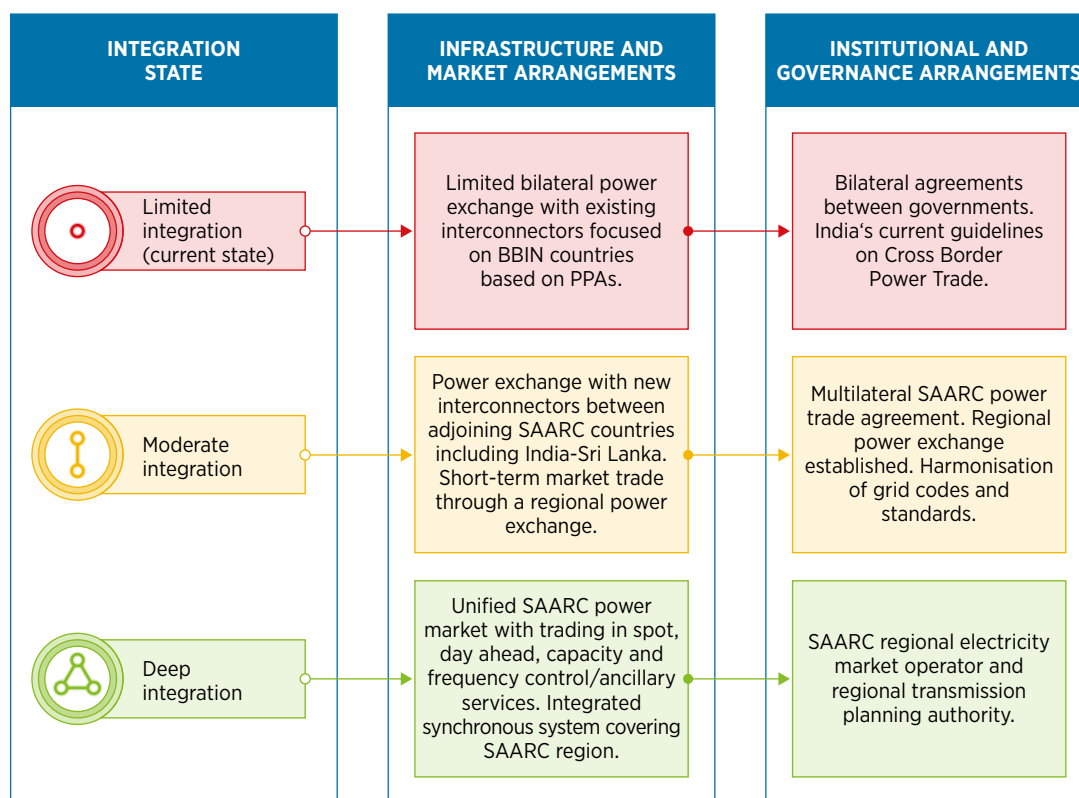 INTEGRATION
STATE
INFRASTRUCTURE AND
MARKET ARRANGEMENTS
INSTITUTIONAL AND
GOVERNANCE ARRANGEMENTS
Limited
integration
(current state)
Limited bilateral power
exchange with existing
interconnectors focused
on BBIN countries
based on PPAs.
Bilateral agreements
between governments.
India‘s current guidelines
on Cross Border
Power Trade.
Moderate
integration
Power exchange with new
interconnectors between
adjoining SAARC countries
including India-Sri Lanka.
Short-term market trade
through a regional power
exchange.
Multilateral SAARC power
trade agreement. Regional
power exchange
established. Harmonisation
of grid codes and
standards.
Deep
integration
Unified SAARC power
market with trading in spot,
day ahead, capacity and
frequency control/ancillary
services. Integrated
synchronous system covering
SAARC region.
SAARC regional electricity
market operator and
regional transmission
planning authority.